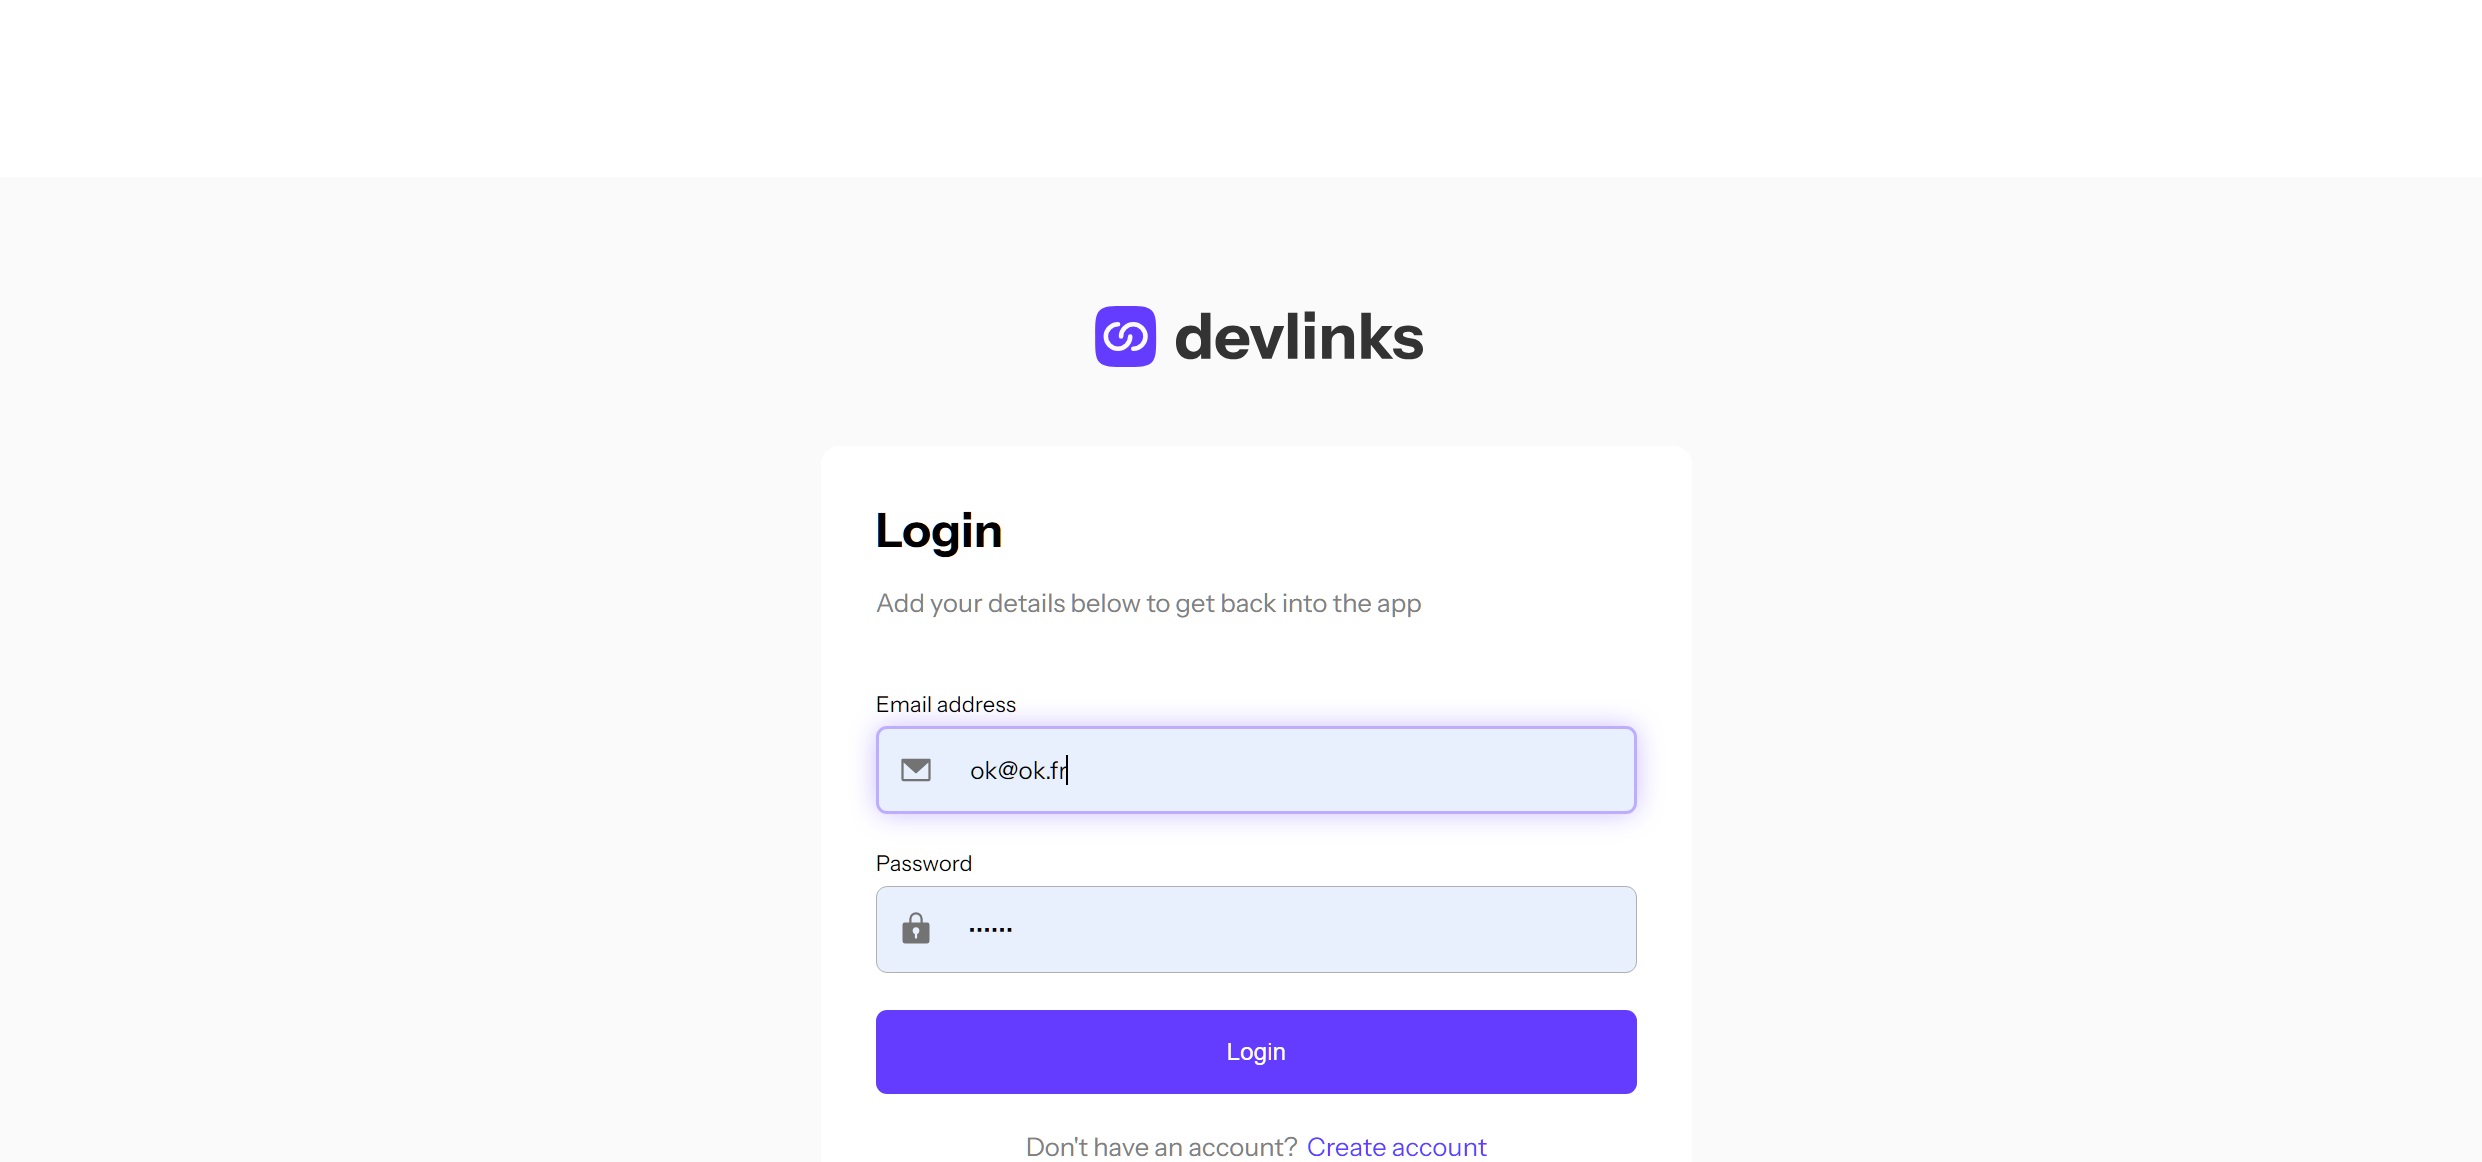 devlinks
Login
Add your details below to get back into the app
Email address
ok@ok.fr
Password
••••••
Login
Don't have an account? Create account